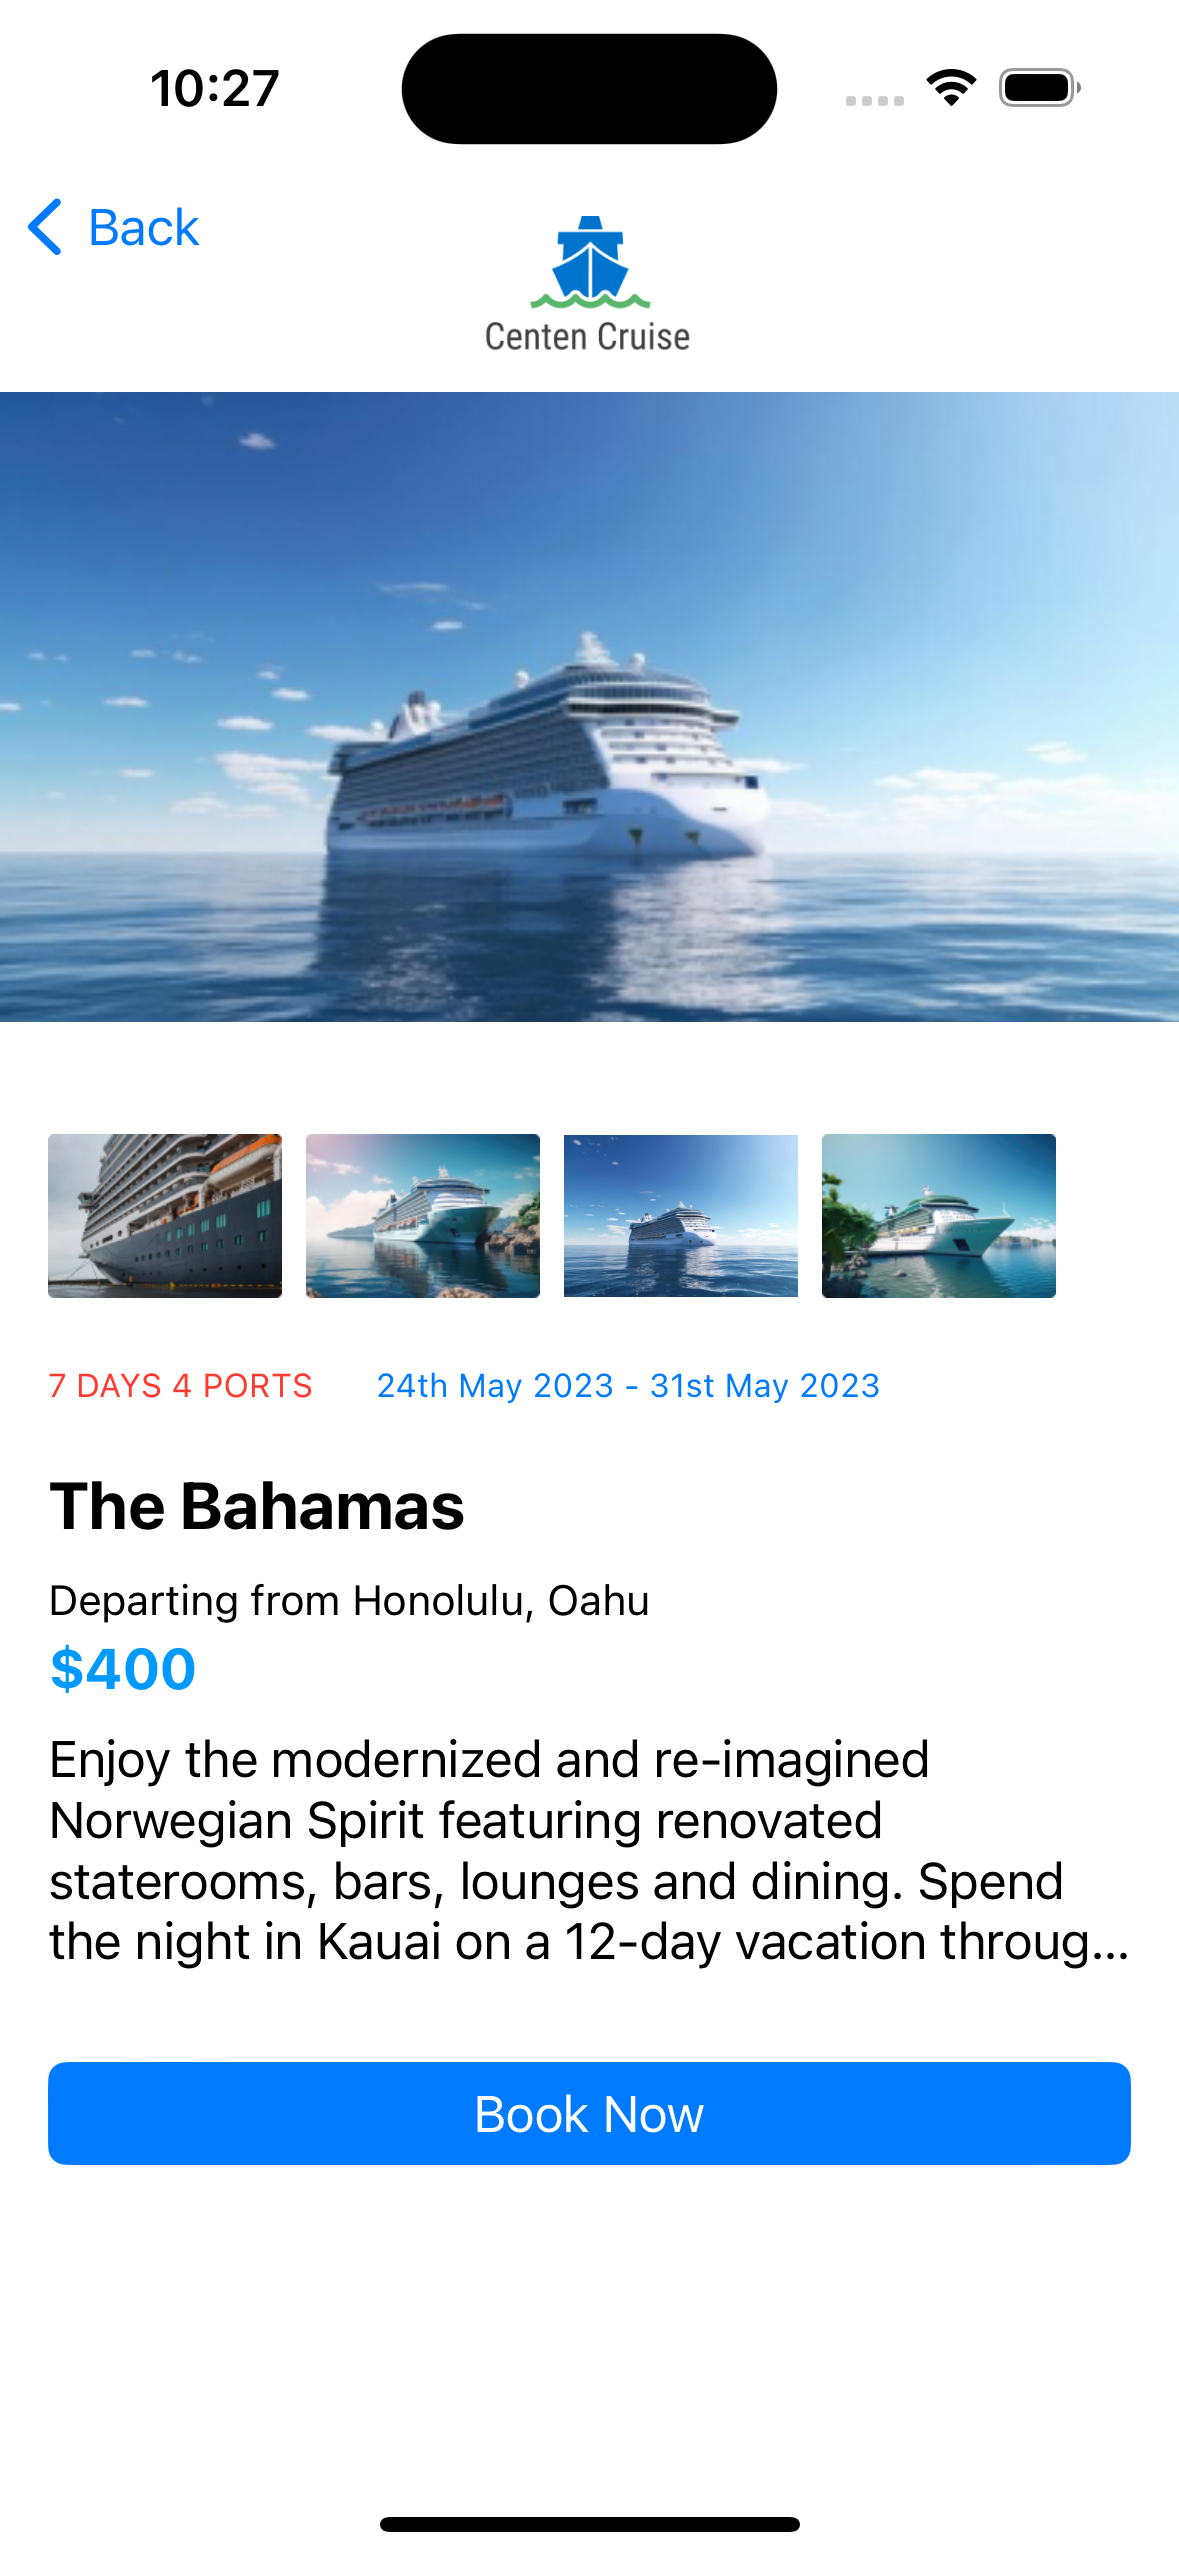 10:27
Back
Centen Cruise
7 DAYS 4 PORTS
24th May 2023 - 31st May 2023
The Bahamas
Departing from Honolulu, Oahu
$400
Enjoy the modernized and re-imagined
Norwegian Spirit featuring renovated
staterooms, bars, lounges and dining. Spend
the night in Kauai on a 12-day vacation throug...
Book Now